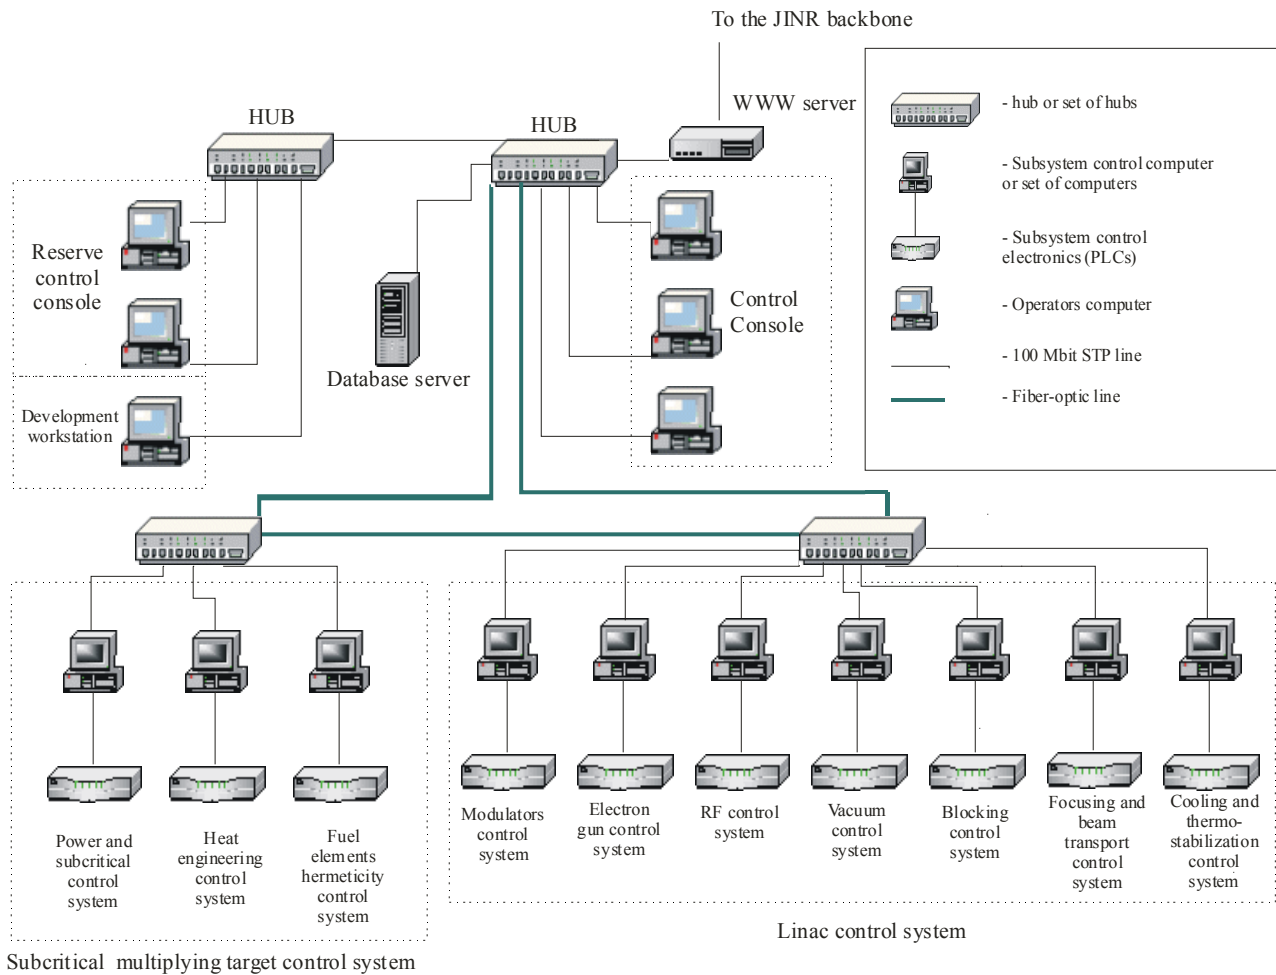 To the JINR backbone
WWW server
HUB
HUB
- hub or set of hubs
- Subsystem control computer
or set of computers
- Subsystem control
electronics (PLCs)
- Operators computer
- 100 Mbit STP line
- Fiber-optic line
Reserve
control
console
Development
workstation
Database server
Control
Console
Power and
subcritical
control
system
Heat
engineering
control
system
Fuel
elements
hermeticity
control
system
Subcritical multiplying target control system
Modulators
control
system
Electron
gun control
system
RF control
system
Vacuum
control
system
Blocking
control
system
Focusing and
beam
transport
control
system
Cooling and
thermo-
stabilization
control
system
Linac control system